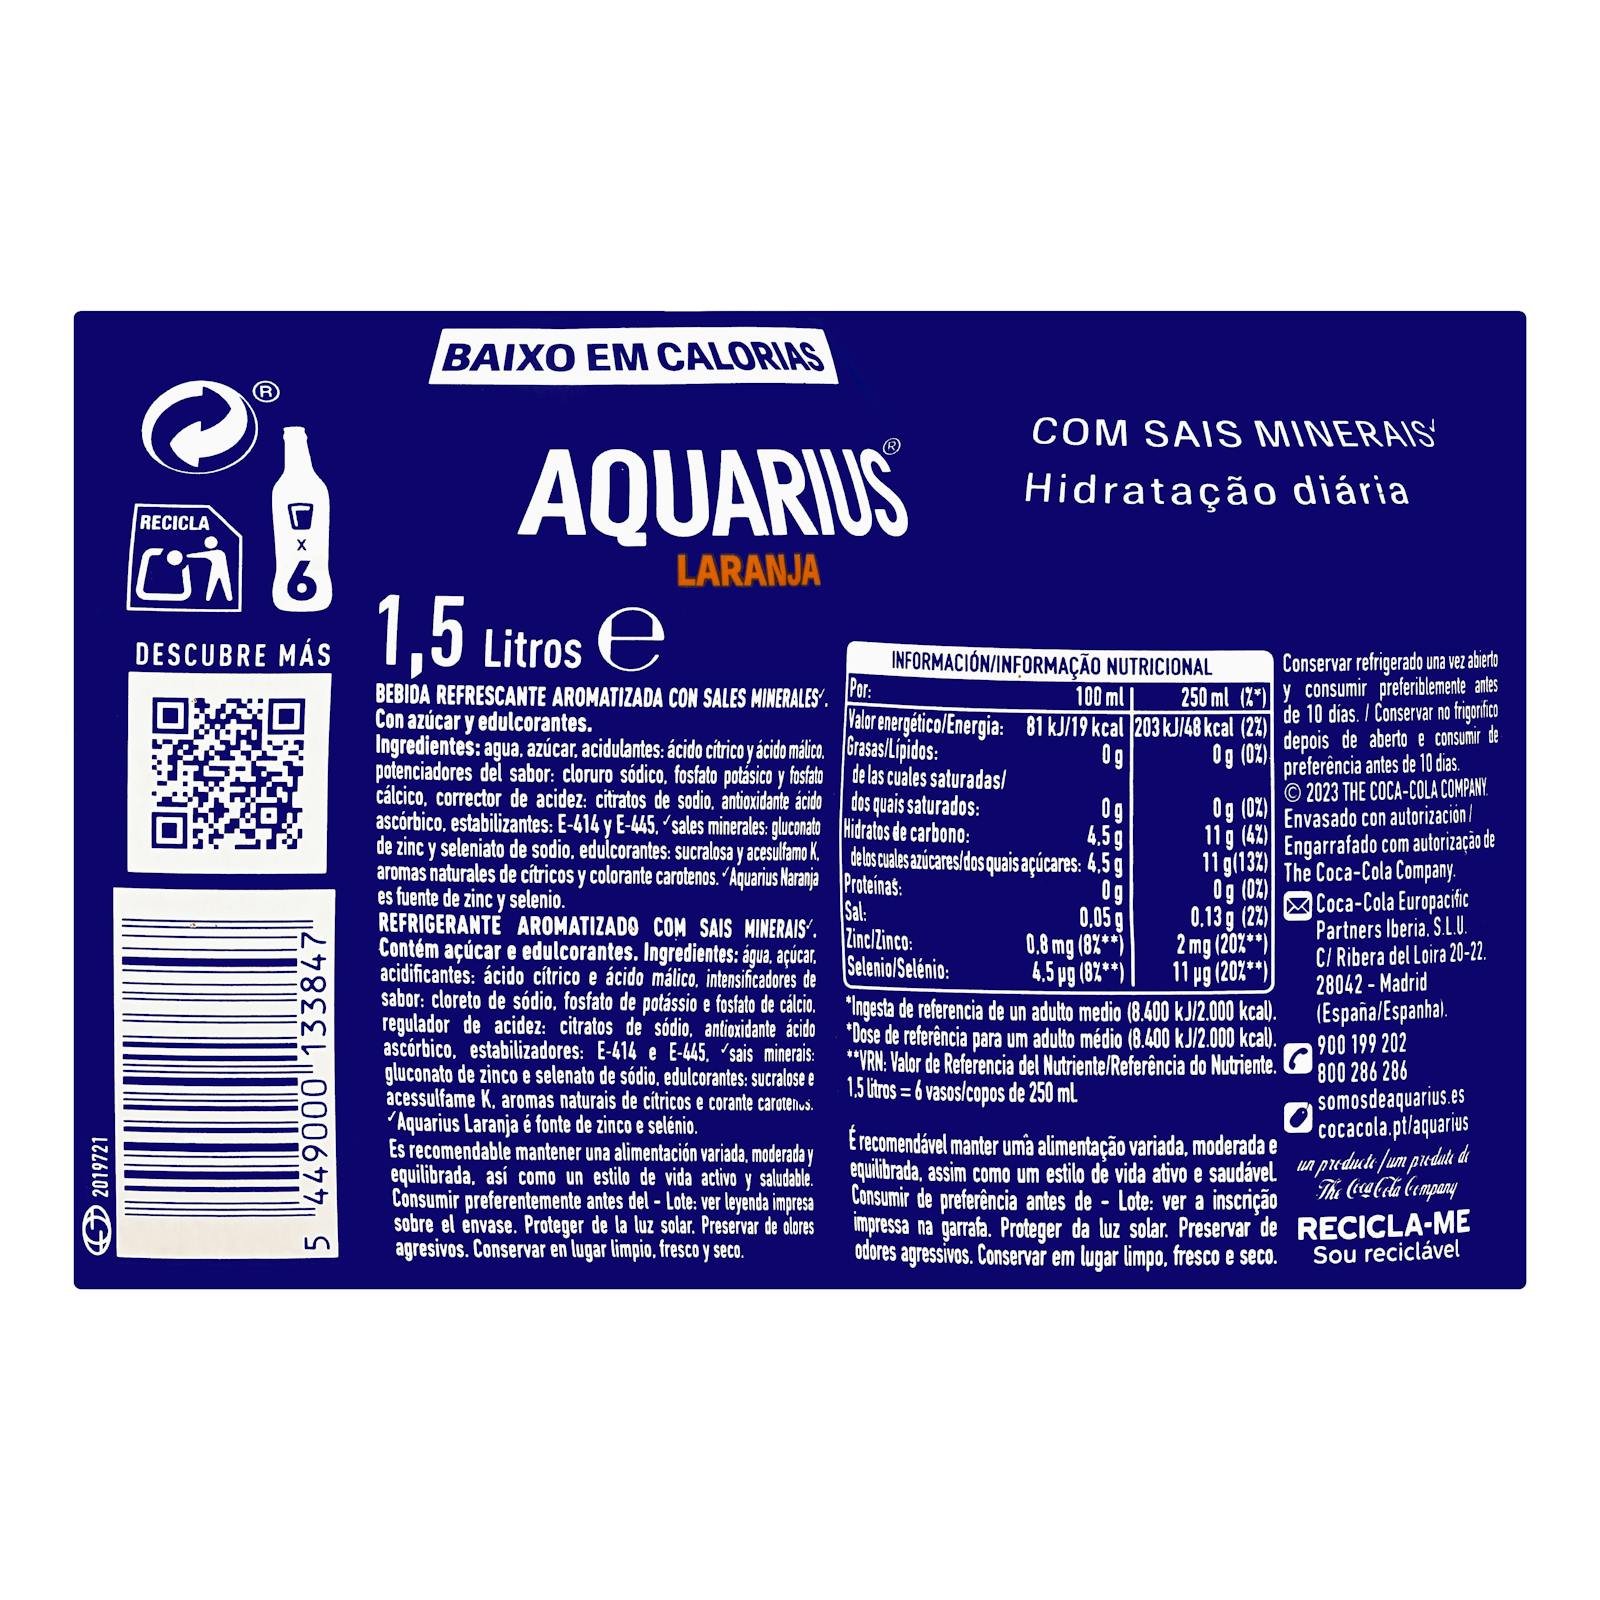 BAIXO EM CALORIAS
®
RECICLA
x
6
DESCUBRE MÁS
5 449000 133847
2019721
AQUARIUS®
LARANJA
COM SAIS MINERAIS✓
Hidratação diária
1,5 Litros e
BEBIDA REFRESCANTE AROMATIZADA CON SALES MINERALES✓.
Con azúcar y edulcorantes.
Ingredientes: agua, azúcar, acidulantes: ácido cítrico y ácido málico,
potenciadores del sabor: cloruro sódico, fosfato potásico y fosfato
cálcico, corrector de acidez: citratos de sodio, antioxidante ácido
ascórbico, estabilizantes: E-414 y E-445, ✓sales minerales: gluconato
de zinc y seleniato de sodio, edulcorantes: sucralosa y acesulfamo K,
aromas naturales de cítricos y colorante carotenos. ✓Aquarius Naranja
es fuente de zinc y selenio.
REFRIGERANTE AROMATIZADO COM SAIS MINERAIS✓.
Contém açúcar e edulcorantes. Ingredientes: água, açúcar,
acidificantes: ácido cítrico e ácido málico, intensificadores de
sabor: cloreto de sódio, fosfato de potássio e fosfato de cálcio,
regulador de acidez: citratos de sódio, antioxidante ácido
ascórbico, estabilizadores: E-414 e E-445, ✓sais minerais:
gluconato de zinco e selenato de sódio, edulcorantes: sucralose e
acessulfame K, aromas naturais de cítricos e corante carotenos.
✓Aquarius Laranja é fonte de zinco e selénio.
Es recomendable mantener una alimentación variada, moderada y
equilibrada, así como un estilo de vida activo y saludable.
Consumir preferentemente antes del - Lote: ver leyenda impresa
sobre el envase. Proteger de la luz solar. Preservar de olores
agresivos. Conservar en lugar limpio, fresco y seco.
INFORMACIÓN/INFORMAÇÃO NUTRICIONAL
Por: 100 ml 250 ml (%*)
Valor energético/Energia: 81 kJ/19 kcal 203 kJ/48 kcal (2%)
Grasas/Lípidos: 0 g 0 g (0%)
de las cuales saturadas/
dos quais saturados: 0 g 0 g (0%)
Hidratos de carbono: 4,5 g 11 g (4%)
de los cuales azúcares/dos quais açúcares: 4,5 g 11 g (13%)
Proteínas: 0 g 0 g (0%)
Sal: 0,05 g 0,13 g (2%)
Zinc/Zinco: 0,8 mg (8%**) 2 mg (20%**)
Selenio/Selénio: 4,5 µg (8%**) 11 µg (20%**)
*Ingesta de referencia de un adulto medio (8.400 kJ/2.000 kcal).
*Dose de referência para um adulto médio (8.400 kJ/2.000 kcal).
**VRN: Valor de Referencia del Nutriente/Referência do Nutriente.
1,5 litros = 6 vasos/copos de 250 ml.
É recomendável manter uma alimentação variada, moderada e
equilibrada, assim como um estilo de vida ativo e saudável.
Consumir de preferência antes de - Lote: ver a inscrição
impressa na garrafa. Proteger da luz solar. Preservar de
odores agressivos. Conservar em lugar limpo, fresco e seco.
Conservar refrigerado una vez abierto
y consumir preferiblemente antes
de 10 días. / Conservar no frigorífico
depois de aberto e consumir de
preferência antes de 10 dias.
© 2023 THE COCA-COLA COMPANY.
Envasado con autorización /
Engarrafado com autorização de
The Coca-Cola Company.
Coca-Cola Europacific
Partners Iberia, S.L.U.
C/ Ribera del Loira 20-22.
28042 - Madrid
(España/Espanha).
900 199 202
800 286 286
somosdeaquarius.es
cocacola.pt/aquarius
un producto / um produto de
The Coca-Cola Company
RECICLA-ME
Sou reciclável